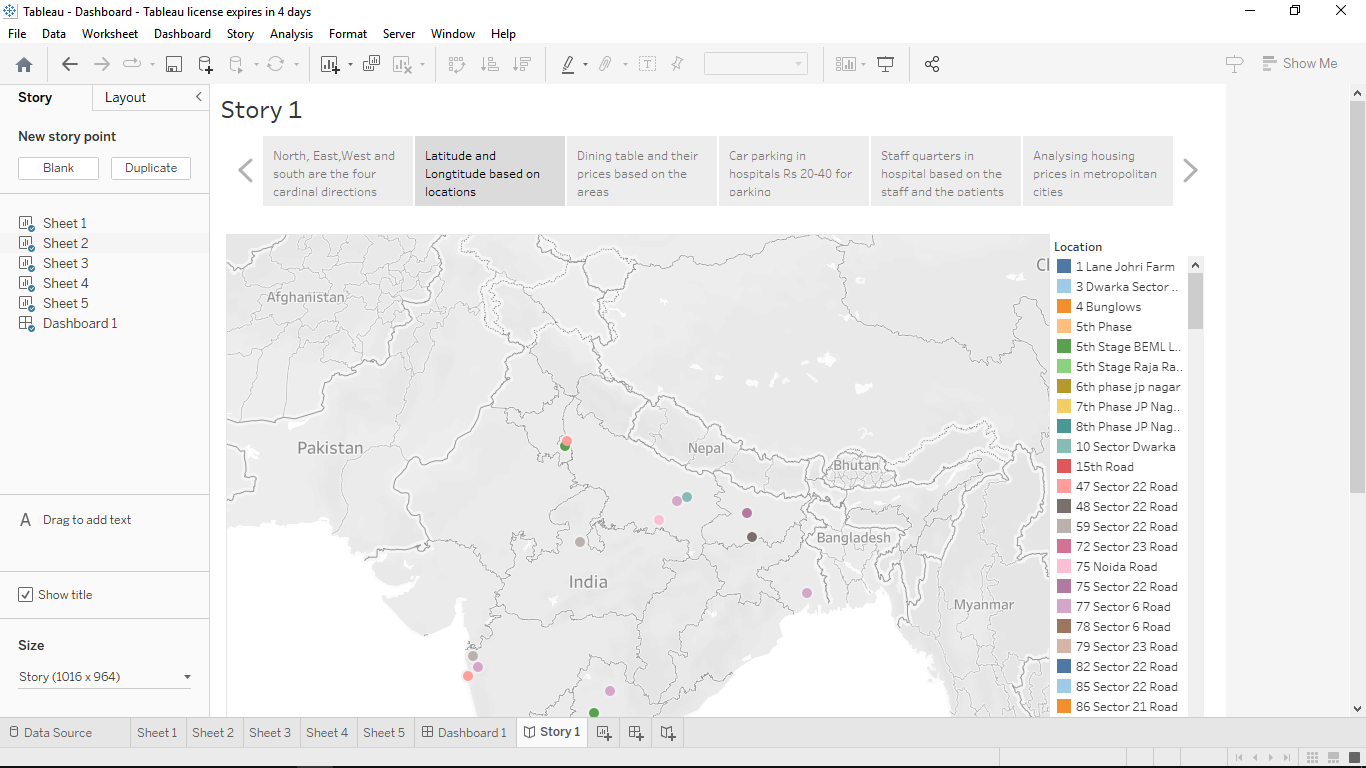 Tableau - Dashboard - Tableau license expires in 4 days
File Data Worksheet Dashboard Story Analysis Format Server Window Help
Show Me
Story Layout
New story point
Blank Duplicate
Sheet 1
Sheet 2
Sheet 3
Sheet 4
Sheet 5
Dashboard 1
A Drag to add text
Show title
Size
Story (1016 x 964)
Story 1
North, East,West and
south are the four
cardinal directions
Latitude and
Longtitude based on
locations
Dining table and their
prices based on the
areas
Car parking in
hospitals Rs 20-40 for
parking
Staff quarters in
hospital based on the
staff and the patients
Analysing housing
prices in metropolitan
cities
Afghanistan
Pakistan
Nepal
Bhutan
Bangladesh
India
Myanmar
Location
1 Lane Johri Farm
3 Dwarka Sector ..
4 Bunglows
5th Phase
5th Stage BEML L..
5th Stage Raja Ra..
6th phase jp nagar
7th Phase JP Nag..
8th Phase JP Nag..
10 Sector Dwarka
15th Road
47 Sector 22 Road
48 Sector 22 Road
59 Sector 22 Road
72 Sector 23 Road
75 Noida Road
75 Sector 22 Road
77 Sector 6 Road
78 Sector 6 Road
79 Sector 23 Road
82 Sector 22 Road
85 Sector 22 Road
86 Sector 21 Road
Data Source Sheet 1 Sheet 2 Sheet 3 Sheet 4 Sheet 5 Dashboard 1 Story 1